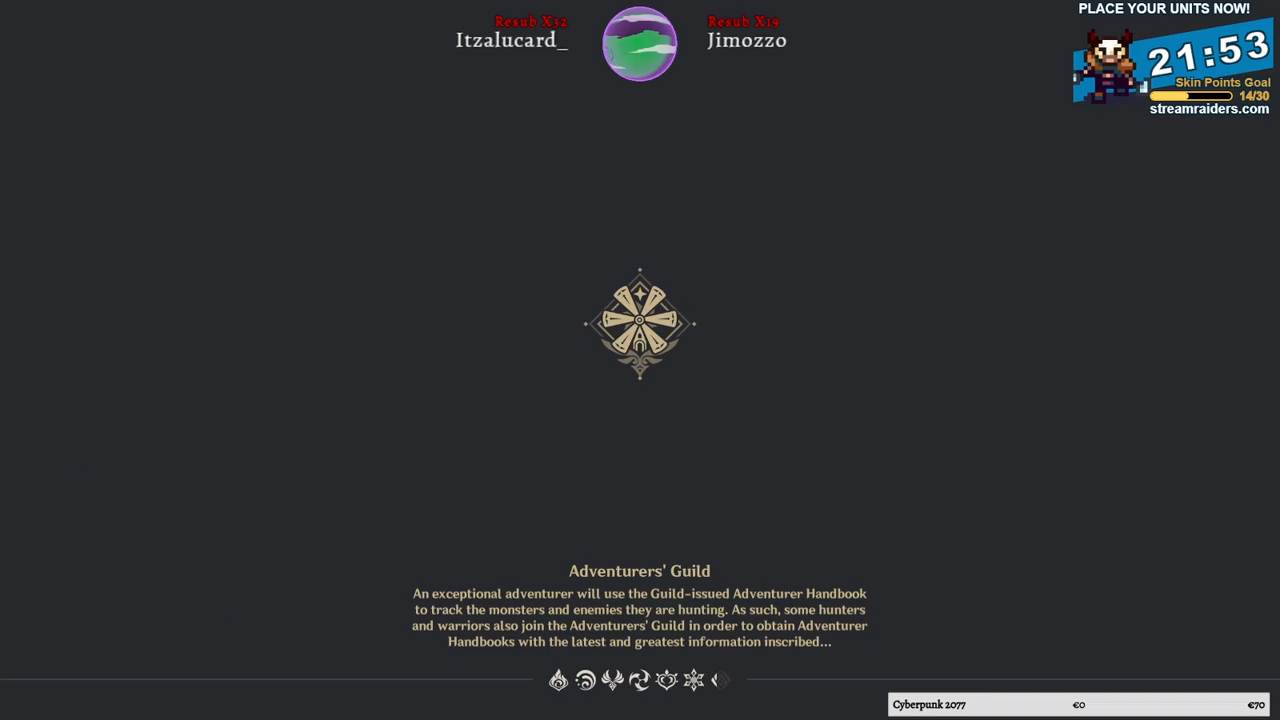 Resub X32
Itzalucard_
Resub X19
Jimozzo
PLACE YOUR UNITS NOW!
21:53
Skin Points Goal
14/30
streamraiders.com
Adventurers' Guild
An exceptional adventurer will use the Guild-issued Adventurer Handbook
to track the monsters and enemies they are hunting. As such, some hunters
and warriors also join the Adventurers' Guild in order to obtain Adventurer
Handbooks with the latest and greatest information inscribed...
Cyberpunk 2077 €0 €70